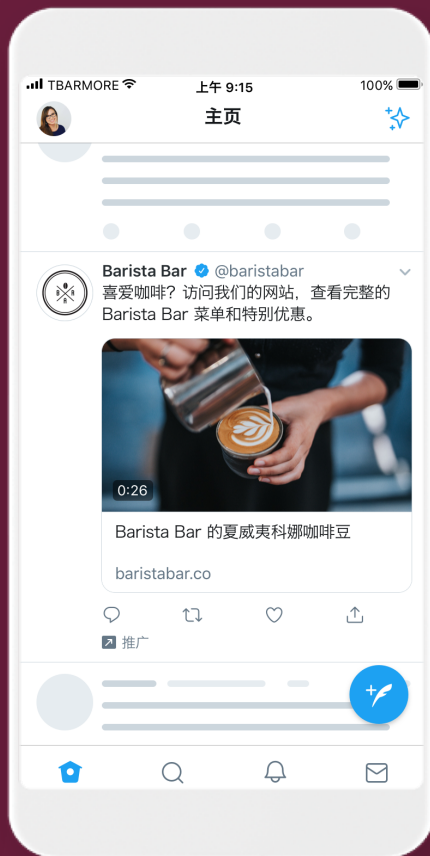 TBARMORE 上午 9:15 100%
主页
Barista Bar @baristabar
喜爱咖啡？访问我们的网站，查看完整的
Barista Bar 菜单和特别优惠。
0:26
Barista Bar 的夏威夷科娜咖啡豆
baristabar.co
推广